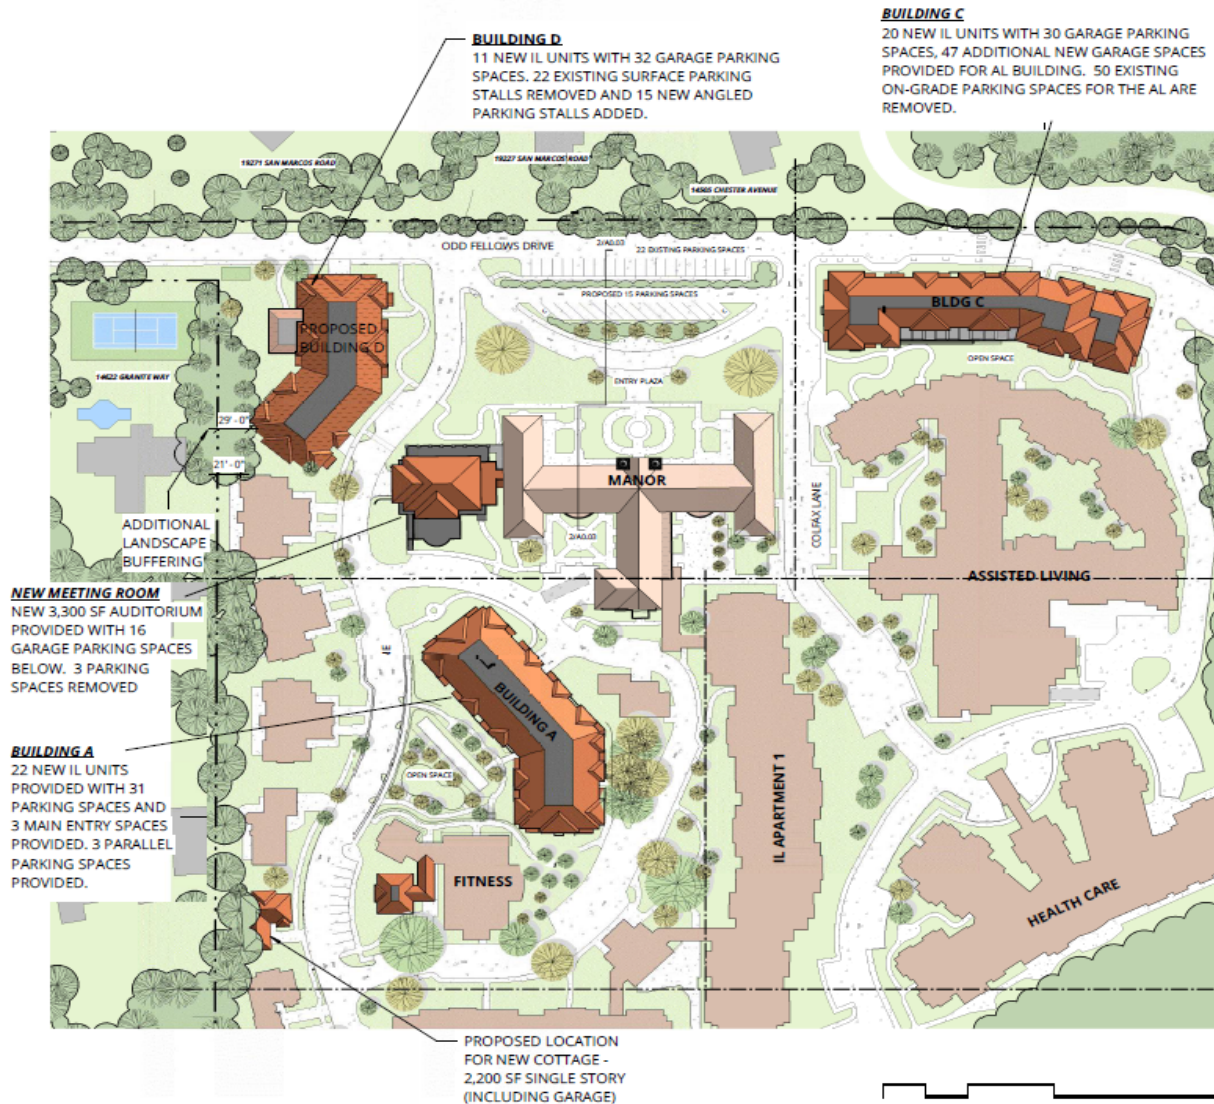 BUILDING D
11 NEW IL UNITS WITH 32 GARAGE PARKING
SPACES. 22 EXISTING SURFACE PARKING
STALLS REMOVED AND 15 NEW ANGLED
PARKING STALLS ADDED.
BUILDING C
20 NEW IL UNITS WITH 30 GARAGE PARKING
SPACES, 47 ADDITIONAL NEW GARAGE SPACES
PROVIDED FOR AL BUILDING.  50 EXISTING
ON-GRADE PARKING SPACES FOR THE AL ARE
REMOVED.
19271 SAN MARCOS ROAD
19227 SAN MARCOS ROAD
14505 CHESTER AVENUE
ODD FELLOWS DRIVE
2/A0.03
22 EXISTING PARKING SPACES
PROPOSED 15 PARKING SPACES
BLDG C
OPEN SPACE
PROPOSED
BUILDING D
14622 GRANITE WAY
ENTRY PLAZA
29' - 0"
21' - 0"
MANOR
COLFAX LANE
2/A0.03
ADDITIONAL
LANDSCAPE
BUFFERING
ASSISTED LIVING
NEW MEETING ROOM
NEW 3,300 SF AUDITORIUM
PROVIDED WITH 16
GARAGE PARKING SPACES
BELOW.  3 PARKING
SPACES REMOVED
BUILDING A
BUILDING A
22 NEW IL UNITS
PROVIDED WITH 31
PARKING SPACES AND
3 MAIN ENTRY SPACES
PROVIDED. 3 PARALLEL
PARKING SPACES
PROVIDED.
OPEN SPACE
IL APARTMENT 1
FITNESS
HEALTH CARE
PROPOSED LOCATION
FOR NEW COTTAGE -
2,200 SF SINGLE STORY
(INCLUDING GARAGE)